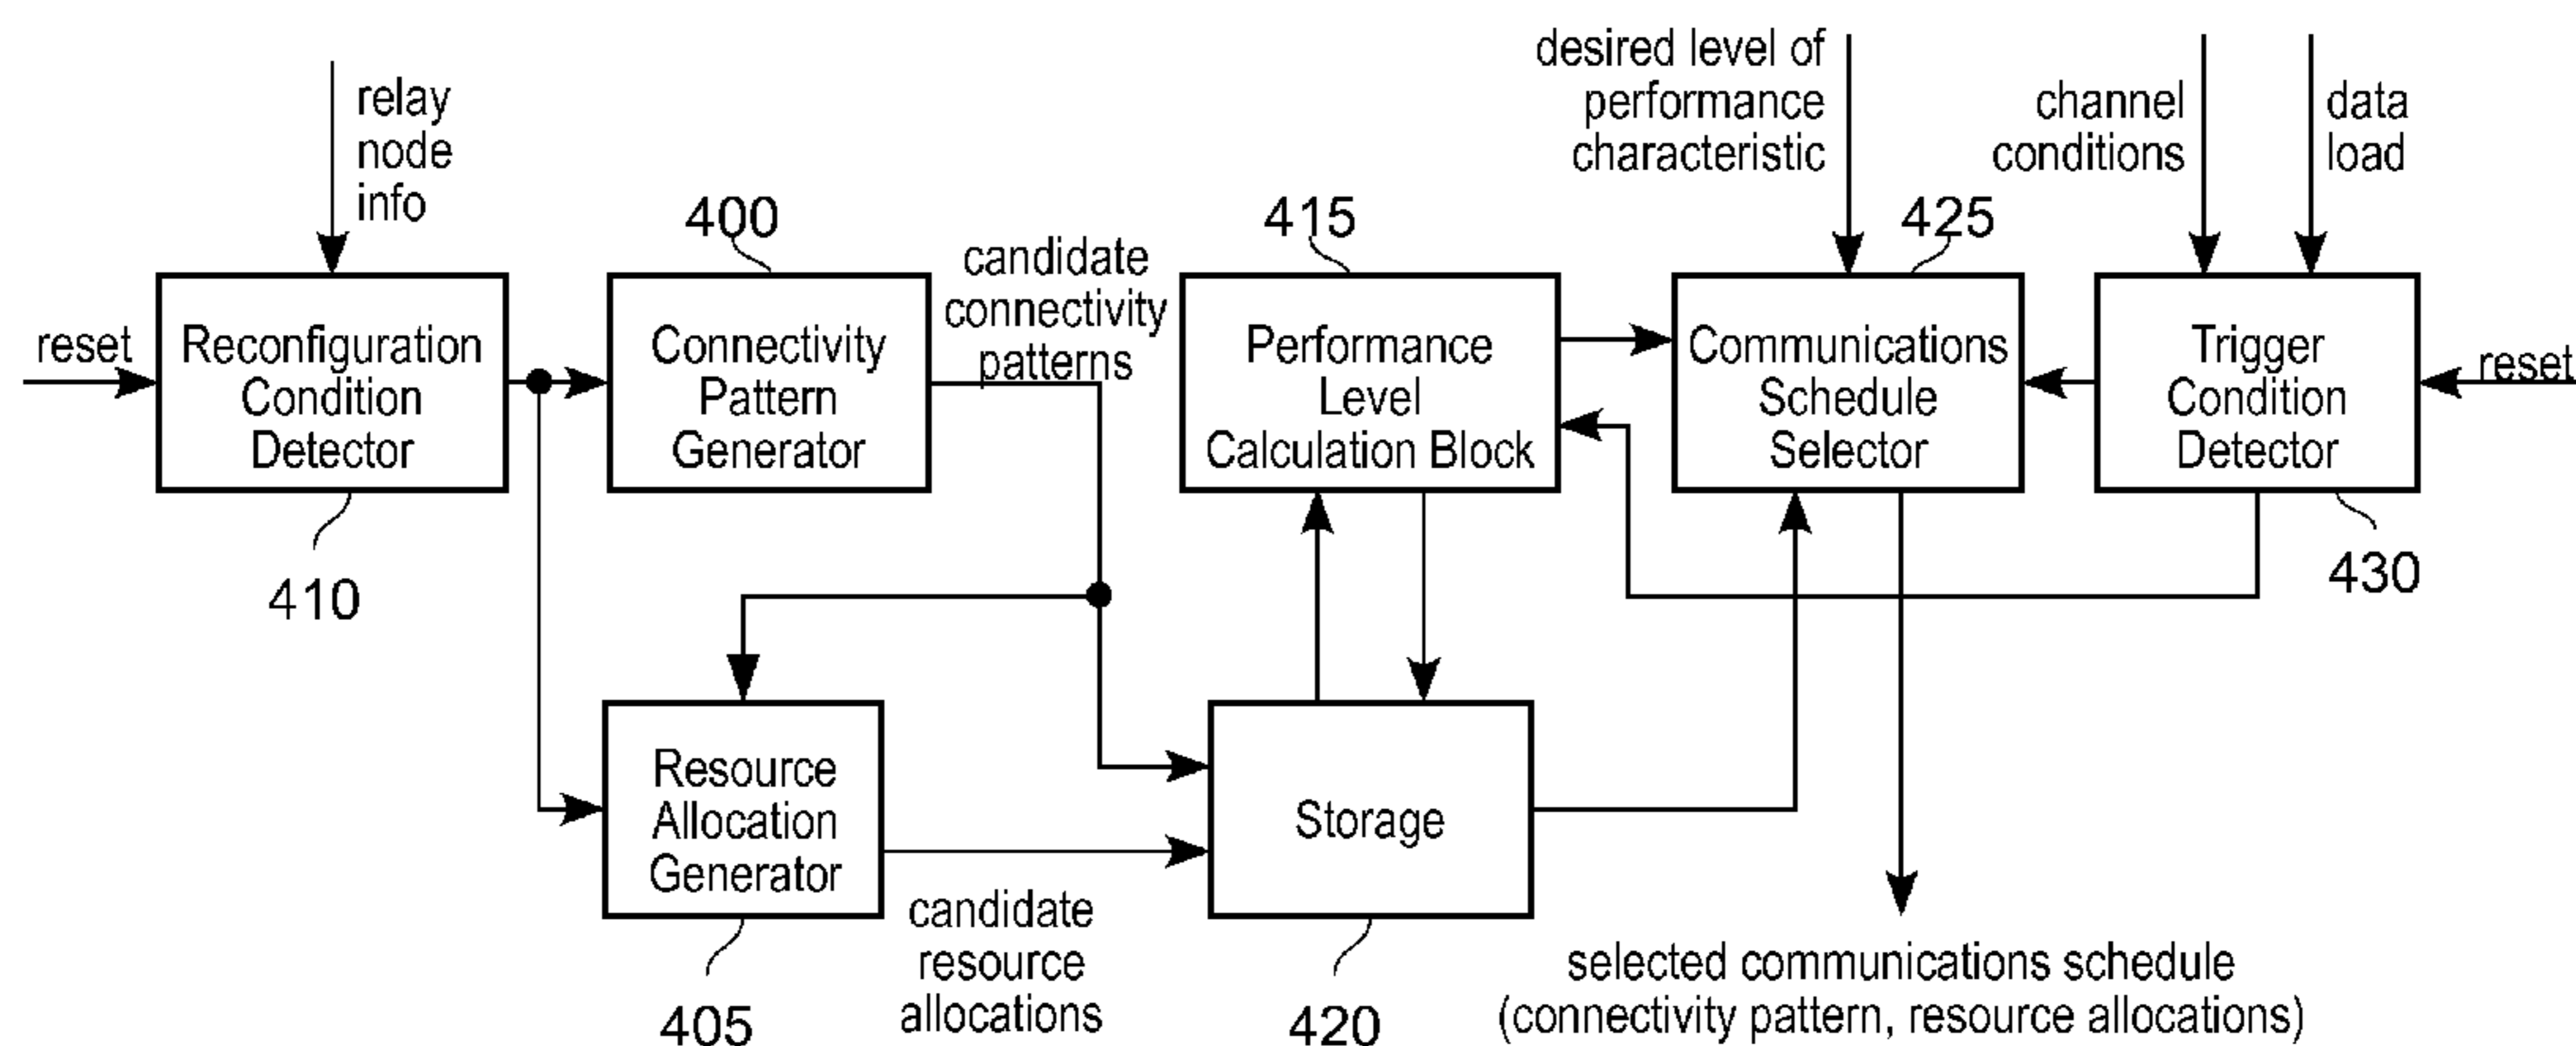 relay
node
info
reset
Reconfiguration
Condition
Detector
410
400
Connectivity
Pattern
Generator
candidate
connectivity
patterns
415
Performance
Level
Calculation Block
desired level of
performance
characteristic
425
Communications
Schedule
Selector
channel
conditions
data
load
Trigger
Condition
Detector
reset
430
Resource
Allocation
Generator
405
candidate
resource
allocations
Storage
420
selected communications schedule
(connectivity pattern, resource allocations)